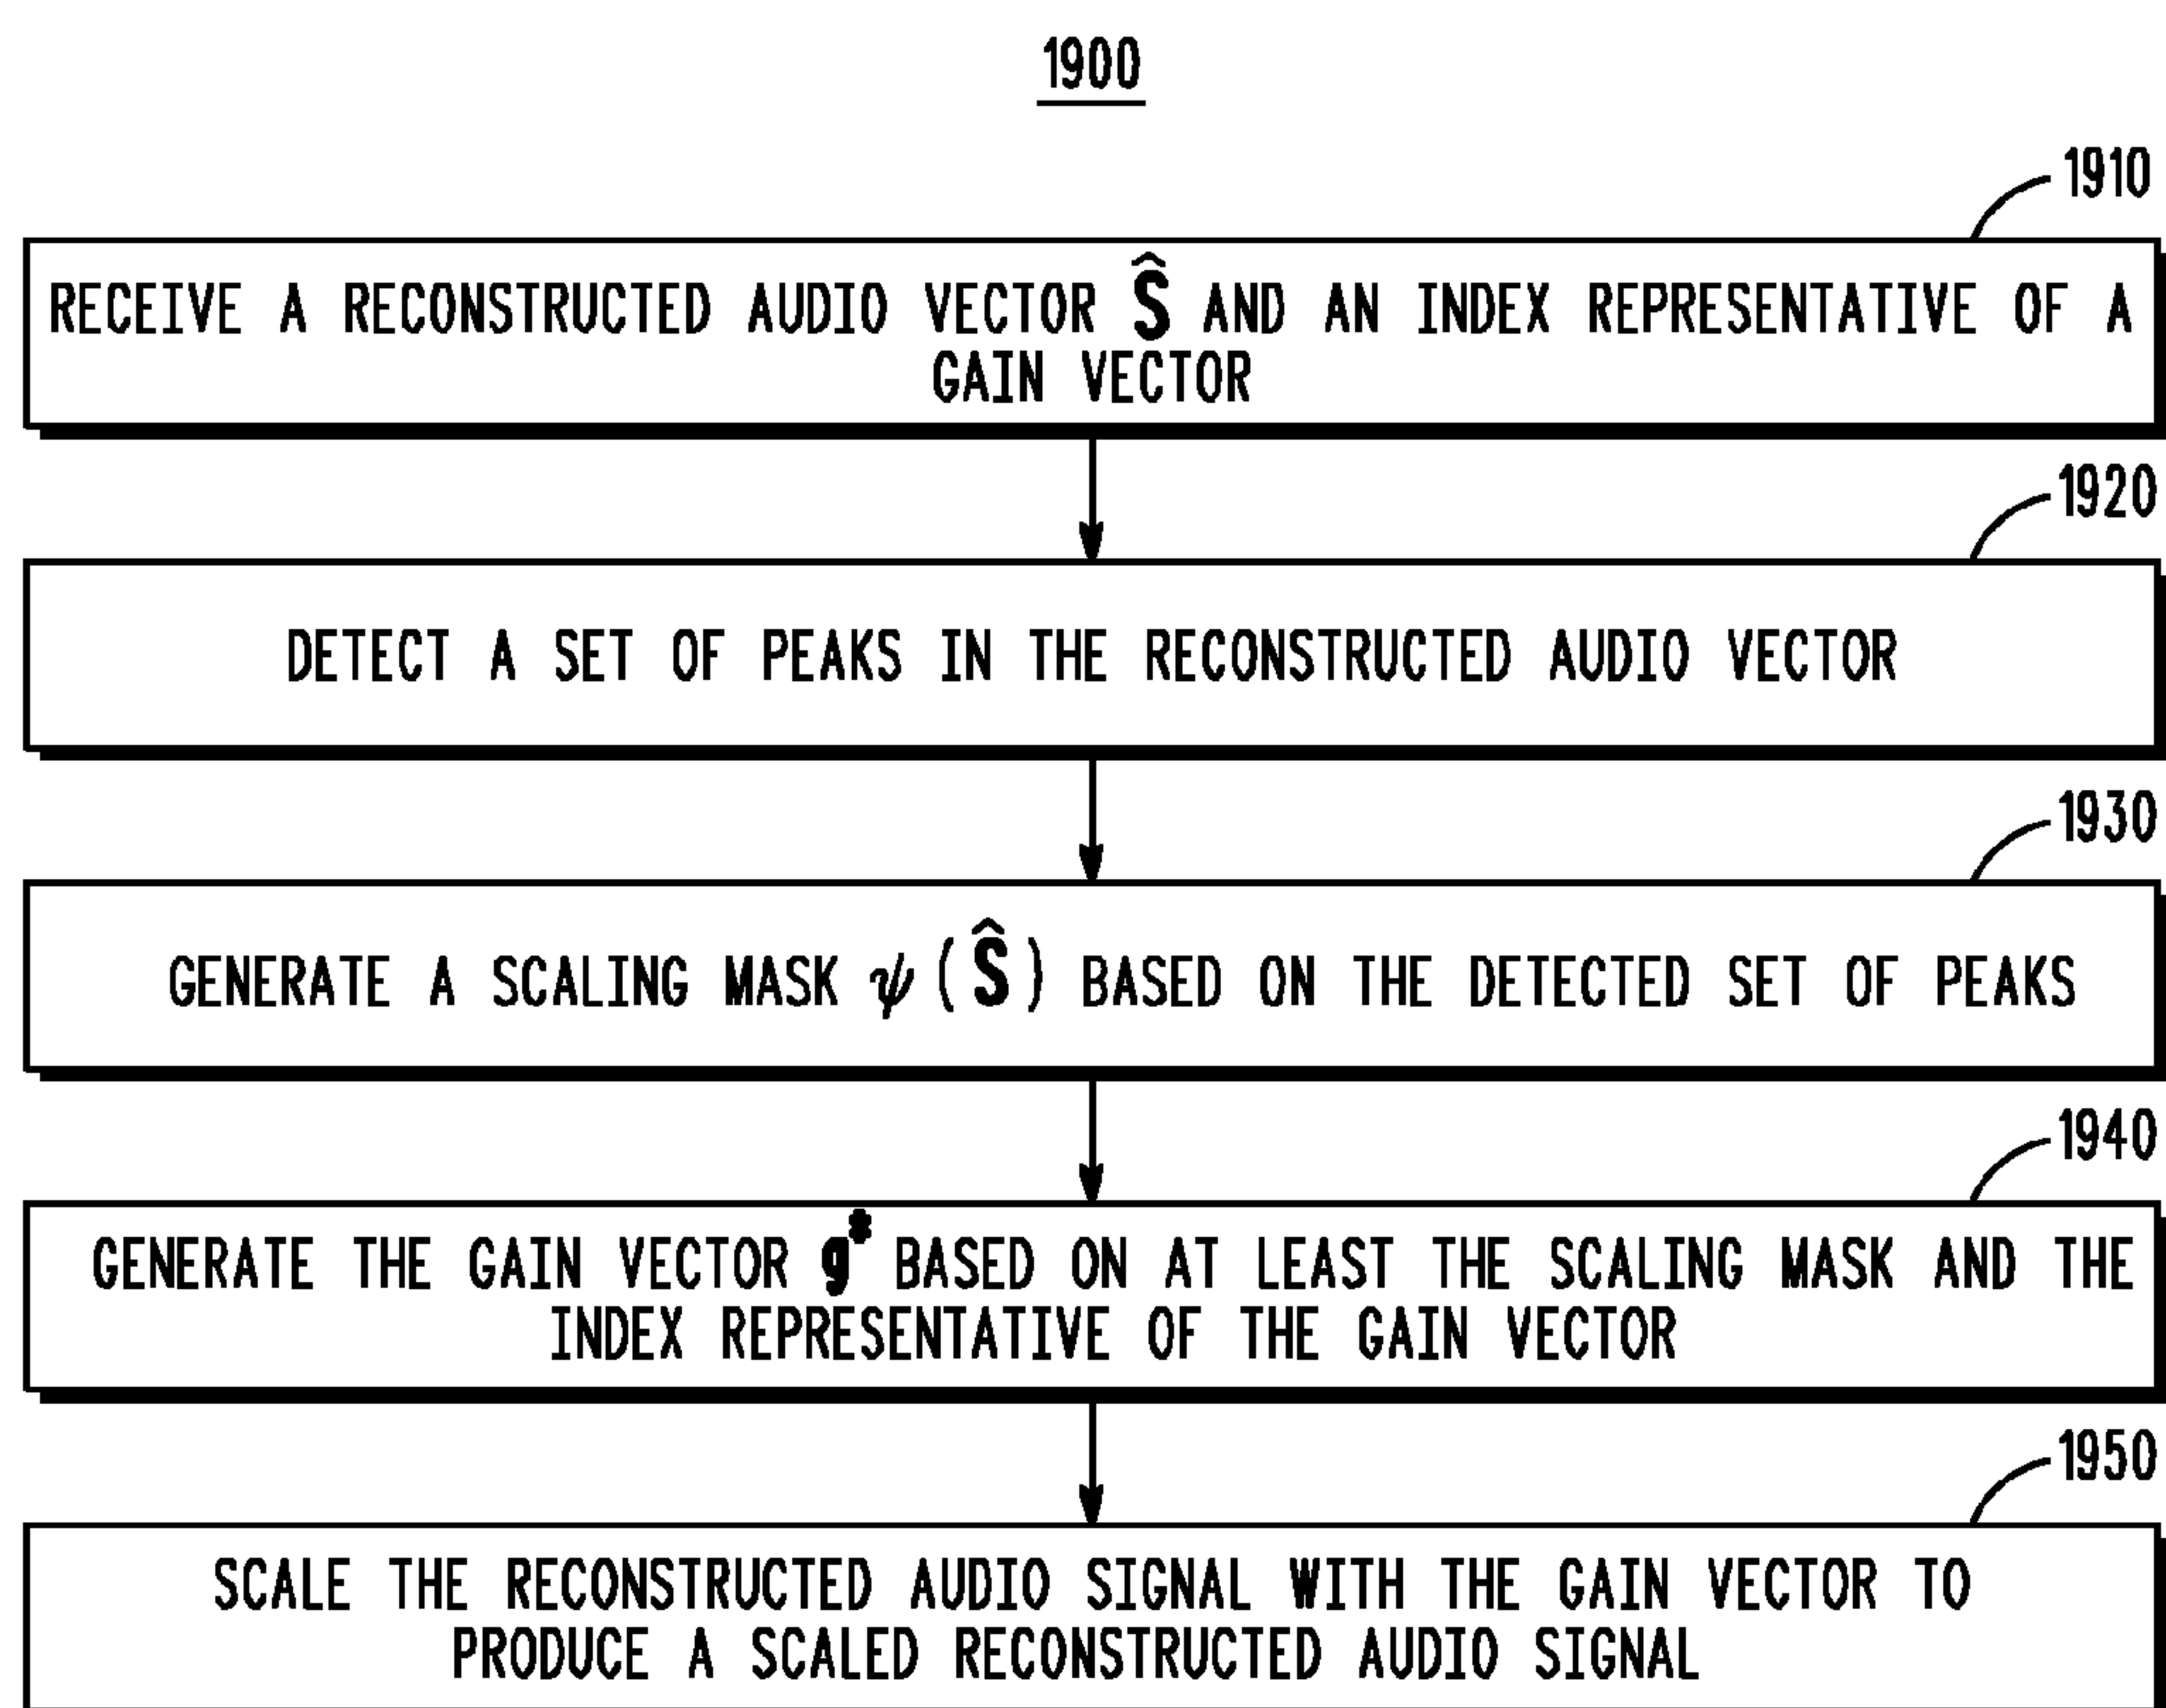 1900
1910
RECEIVE A RECONSTRUCTED AUDIO VECTOR Ŝ AND AN INDEX REPRESENTATIVE OF A
GAIN VECTOR
1920
DETECT A SET OF PEAKS IN THE RECONSTRUCTED AUDIO VECTOR
1930
GENERATE A SCALING MASK ψ (Ŝ) BASED ON THE DETECTED SET OF PEAKS
1940
GENERATE THE GAIN VECTOR g* BASED ON AT LEAST THE SCALING MASK AND THE
INDEX REPRESENTATIVE OF THE GAIN VECTOR
1950
SCALE THE RECONSTRUCTED AUDIO SIGNAL WITH THE GAIN VECTOR TO
PRODUCE A SCALED RECONSTRUCTED AUDIO SIGNAL